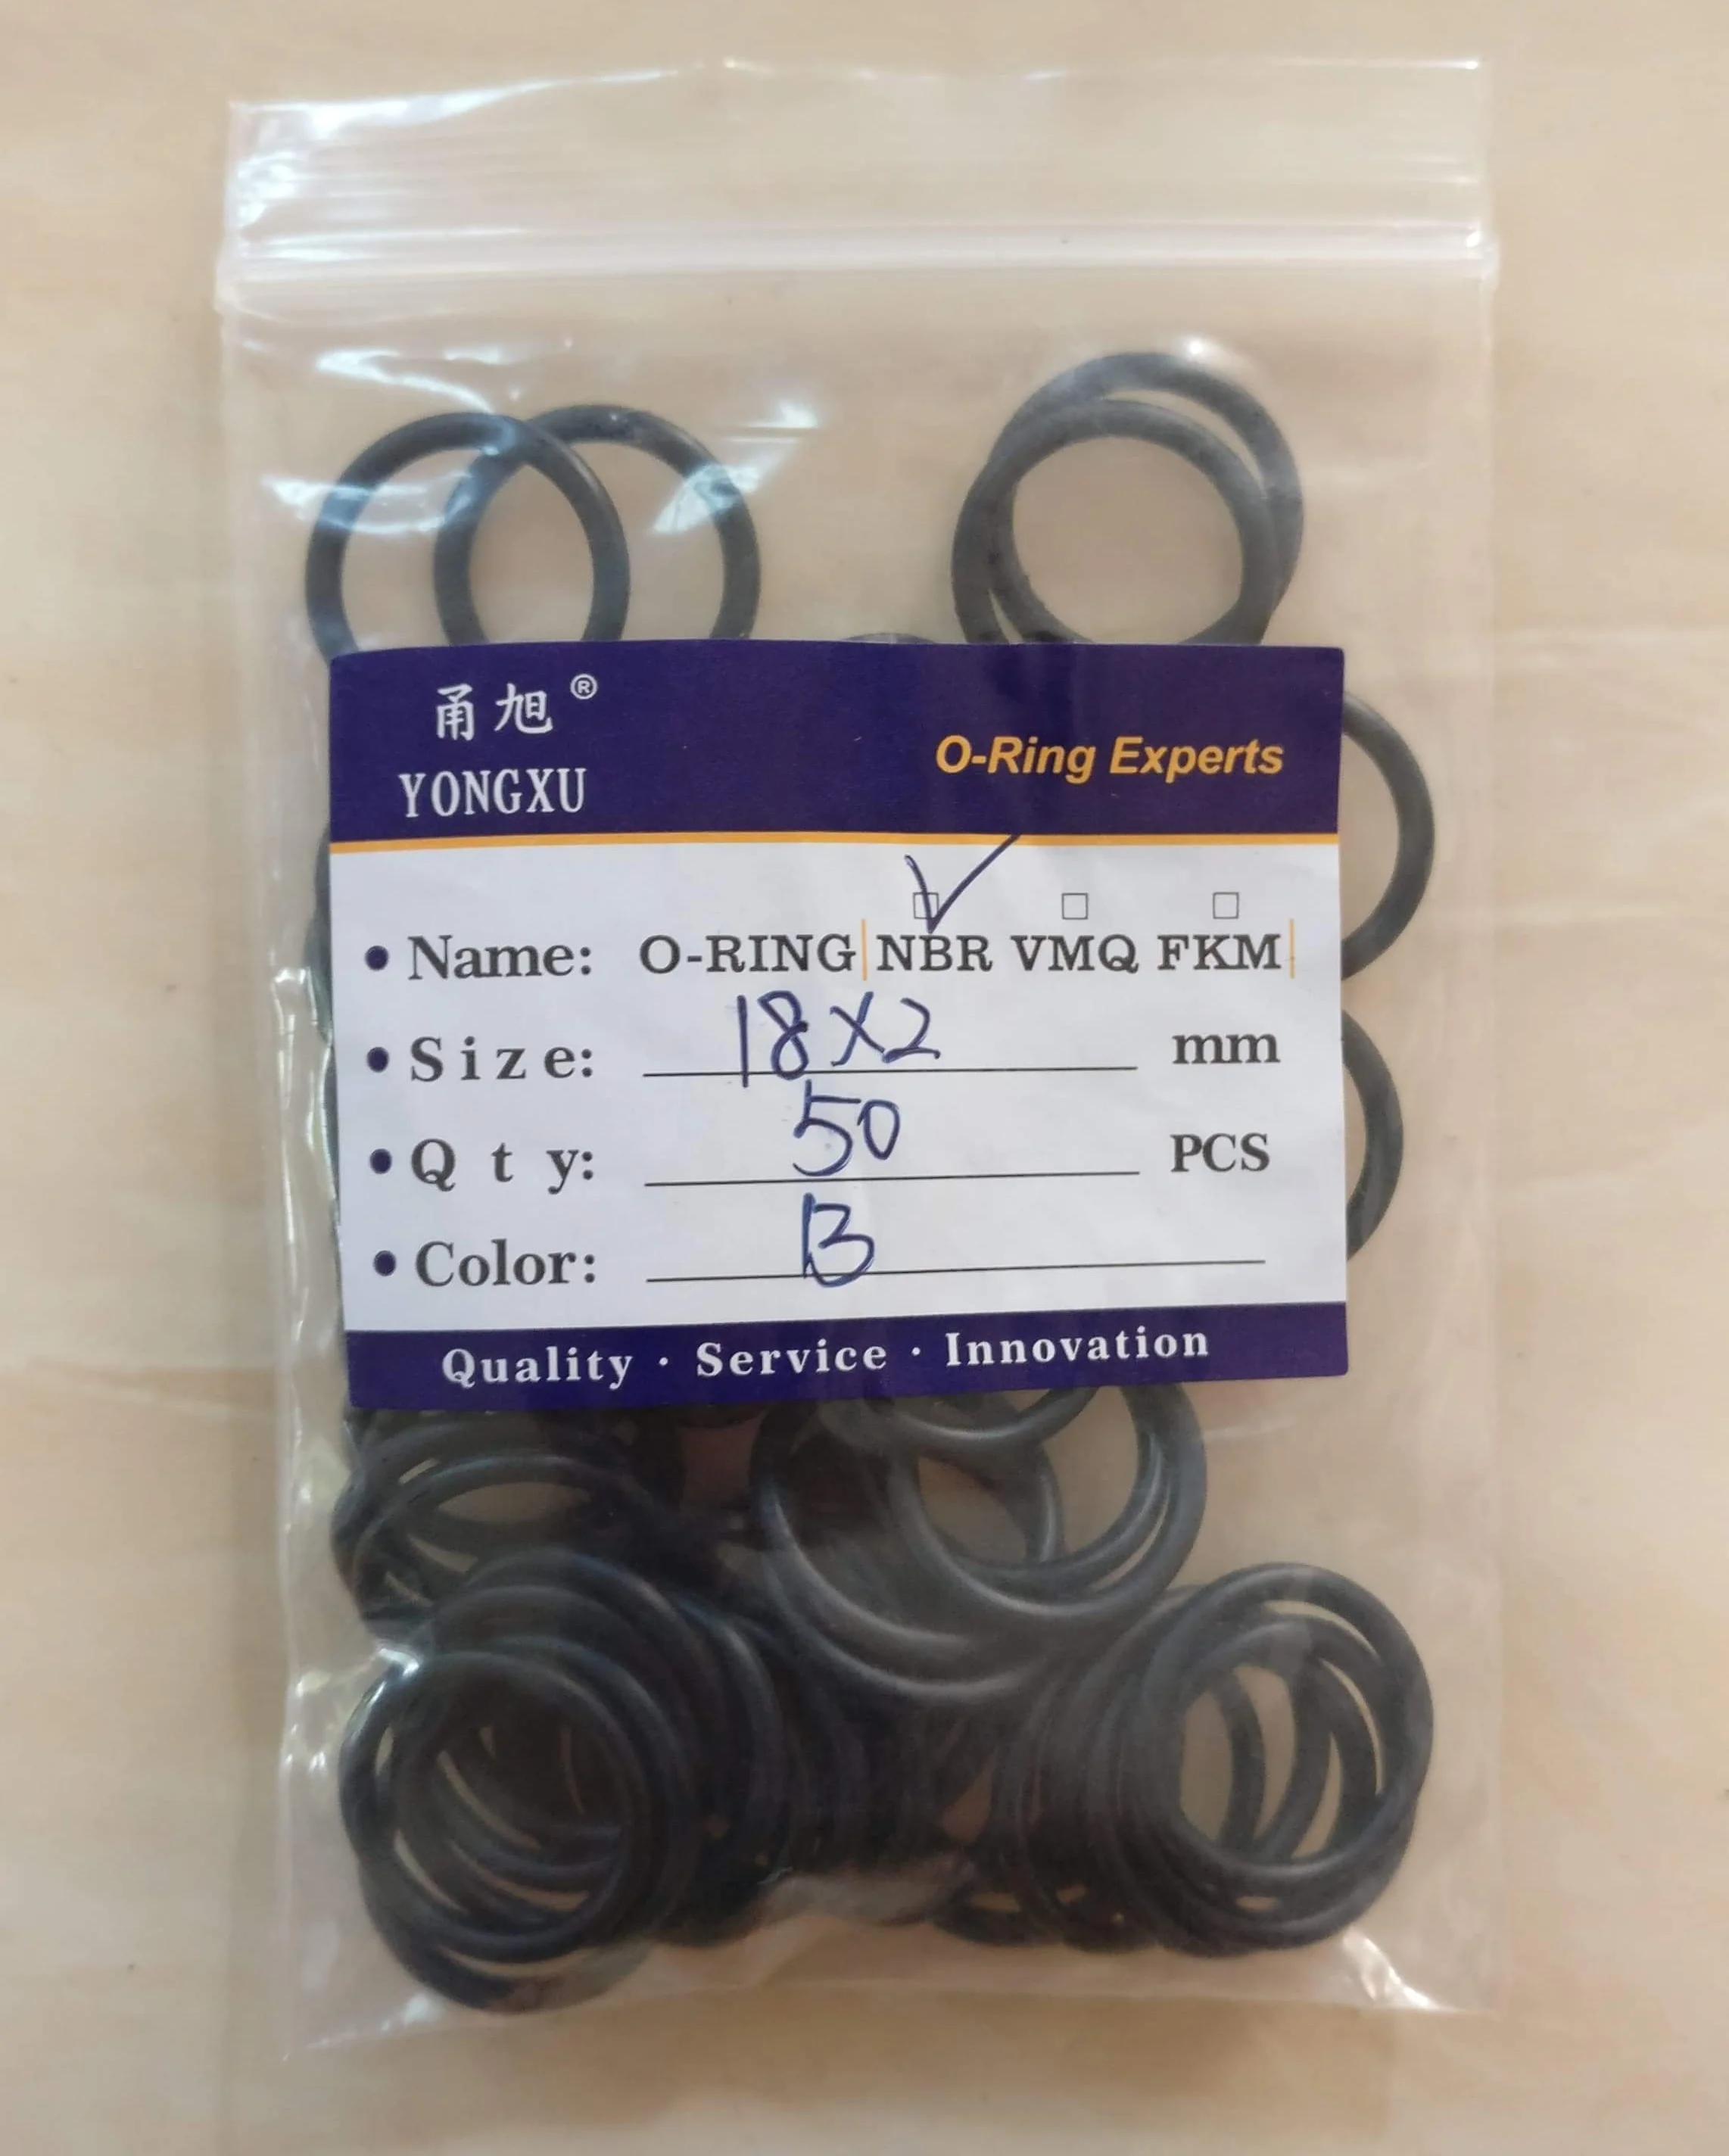 甬旭®
YONGXU
O-Ring Experts
☑ ☐ ☐
• Name: O-RING NBR VMQ FKM
• Size: 18X2 mm
• Qty: 50 PCS
• Color: B
Quality · Service · Innovation